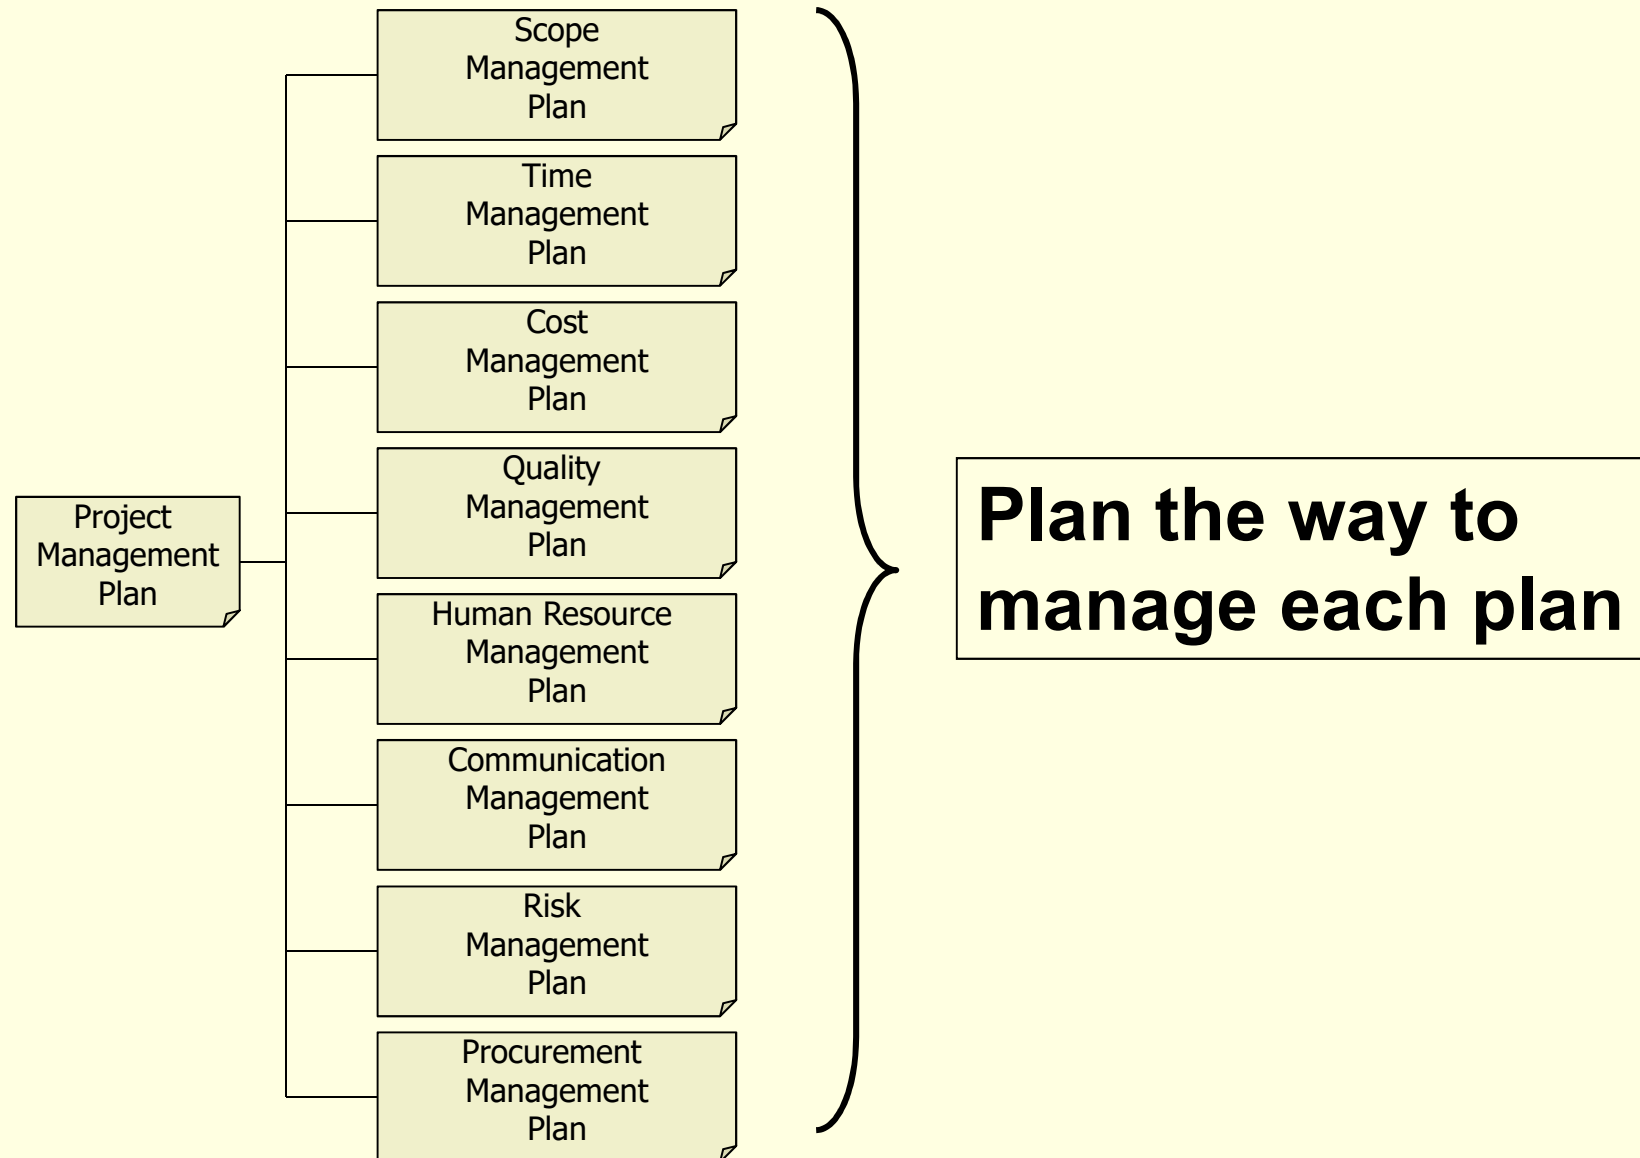 Scope
Management
Plan
Time
Management
Plan
Cost
Management
Plan
Quality
Management
Plan
Project
Management
Plan
Human Resource
Management
Plan
Communication
Management
Plan
Risk
Management
Plan
Procurement
Management
Plan
Plan the way to
manage each plan